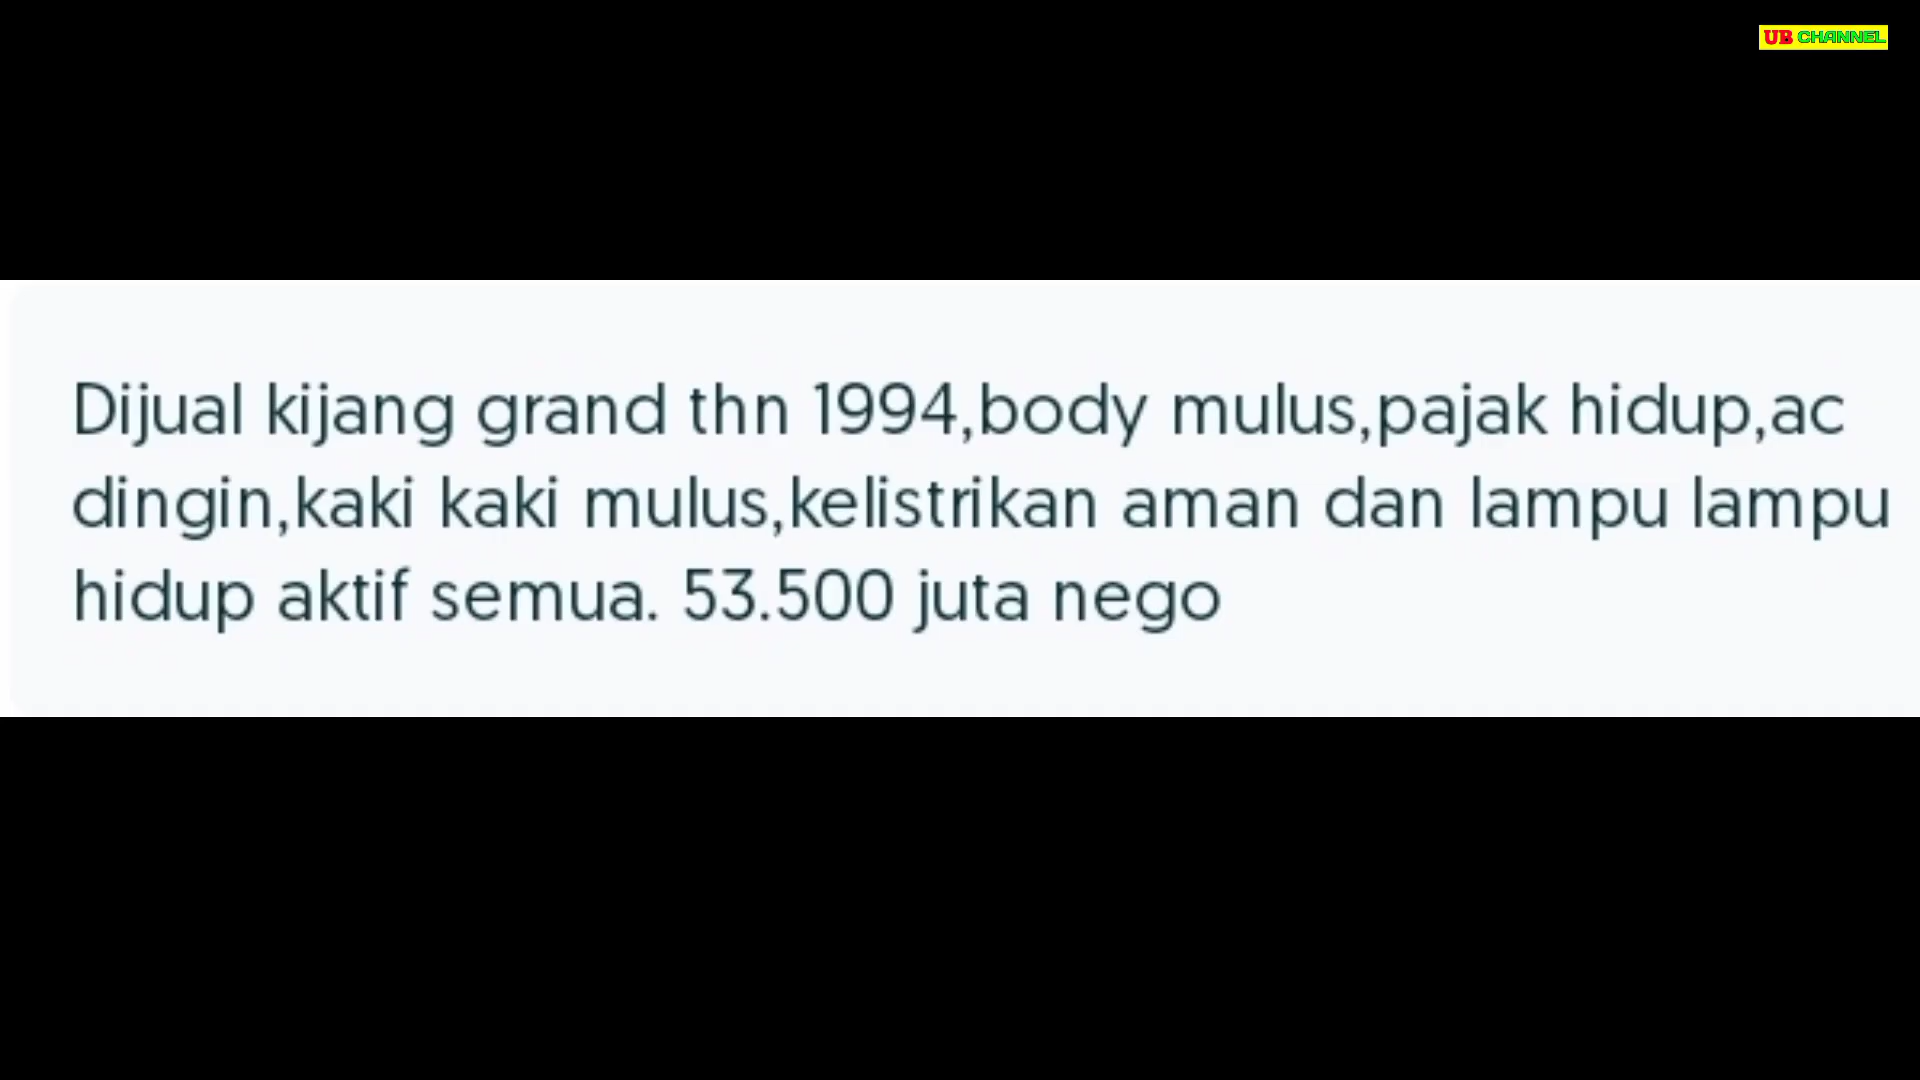 UB CHANNEL
Dijual kijang grand thn 1994,body mulus,pajak hidup,ac
dingin,kaki kaki mulus,kelistrikan aman dan lampu lampu
hidup aktif semua. 53.500 juta nego